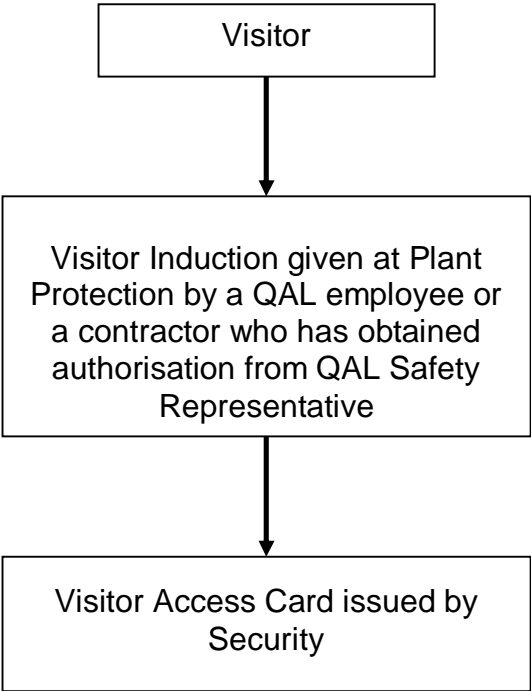 Visitor
Visitor Induction given at Plant
Protection by a QAL employee or
a contractor who has obtained
authorisation from QAL Safety
Representative
Visitor Access Card issued by
Security